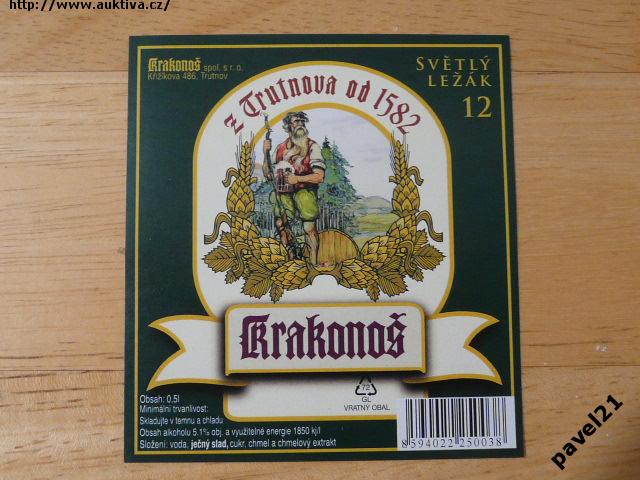 http://www.auktiva.cz/
Krakonoš spol. s r. o.
Křižíkova 486, Trutnov
SVĚTLÝ
LEŽÁK
12
z Trutnova od 1582
Krakonoš
72
GL
VRATNÝ OBAL
Obsah: 0,5l
Minimální trvanlivost:
Skladujte v temnu a chladu
Obsah alkoholu 5.1% obj. a využitelné energie 1850 kj/l
Složení: voda, ječný slad, cukr, chmel a chmelový extrakt
8594022 250038
pavel21